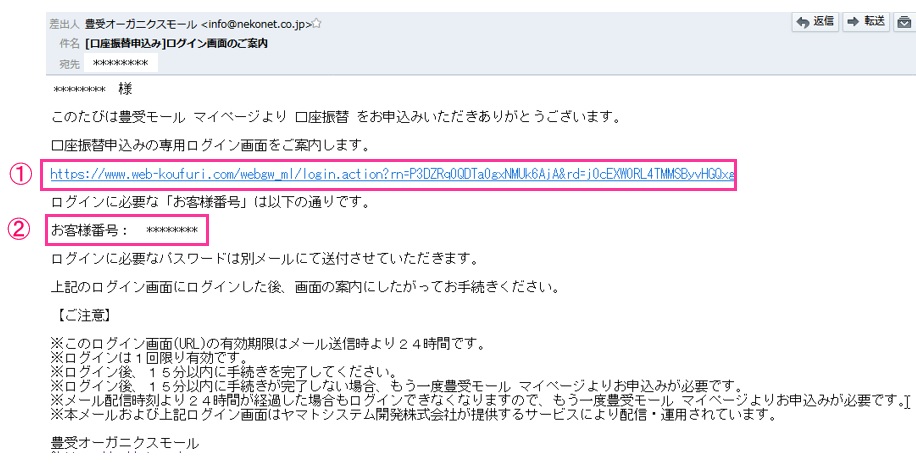 差出人 豊受オーガニクスモール <info@nekonet.co.jp>☆
返信 転送
件名 [口座振替申込み]ログイン画面のご案内
宛先 ********
******** 様
このたびは豊受モール マイページより 口座振替 をお申込みいただきありがとうございます。
口座振替申込みの専用ログイン画面をご案内します。
① https://www.web-koufuri.com/webgw_ml/login.action?rn=P3DZRqOQDTa0gxNMUk6AjA&rd=j0cEXWORL4TMMSByvHGQxg
ログインに必要な「お客様番号」は以下の通りです。
② お客様番号： ********
ログインに必要なパスワードは別メールにて送付させていただきます。
上記のログイン画面にログインした後、画面の案内にしたがってお手続きください。
【ご注意】
※このログイン画面(URL)の有効期限はメール送信時より２４時間です。
※ログインは１回限り有効です。
※ログイン後、１５分以内に手続きを完了してください。
※ログイン後、１５分以内に手続きが完了しない場合、もう一度豊受モール マイページよりお申込みが必要です。
※メール配信時刻より２４時間が経過した場合もログインできなくなりますので、もう一度豊受モール マイページよりお申込みが必要です。
※本メールおよび上記ログイン画面はヤマトシステム開発株式会社が提供するサービスにより配信・運用されています。
豊受オーガニクスモール